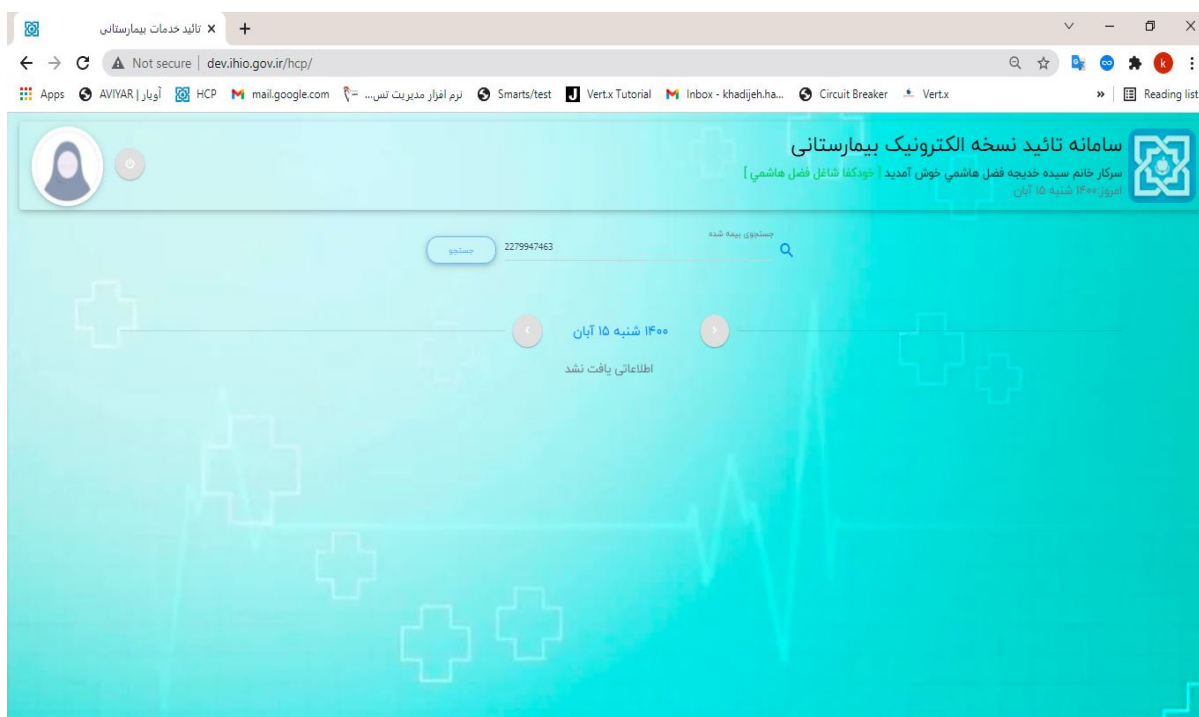 تائید خدمات بیمارستانی
Not secure | dev.ihio.gov.ir/hcp/
k
Apps AVIYAR | آویار HCP mail.google.com نرم افزار مدیریت تس... Smarts/test Vert.x Tutorial Inbox - khadijeh.ha... Circuit Breaker Vert.x » Reading list
سامانه تائید نسخه الکترونیک بیمارستانی
سرکار خانم سیده خدیجه فضل هاشمي خوش آمدید [ خودکفا شاغل فضل هاشمي ]
امروز:۱۴۰۰ شنبه ۱۵ آبان
جستجوی بیمه شده
2279947463
جستجو
۱۴۰۰ شنبه ۱۵ آبان
اطلاعاتی یافت نشد